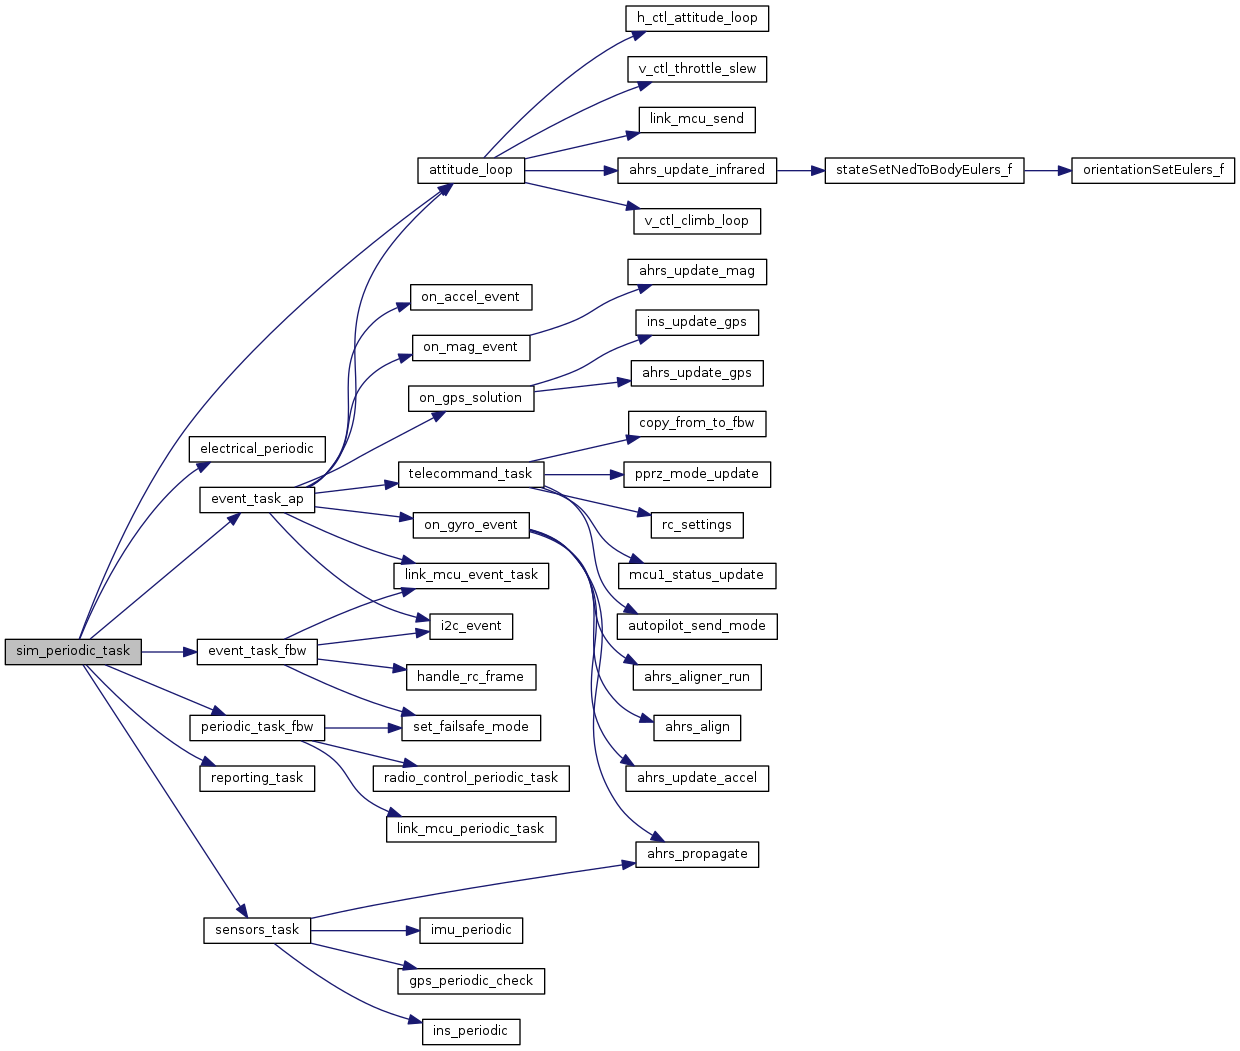 h_ctl_attitude_loop
v_ctl_throttle_slew
link_mcu_send
attitude_loop
ahrs_update_infrared
stateSetNedToBodyEulers_f
orientationSetEulers_f
v_ctl_climb_loop
ahrs_update_mag
on_accel_event
ins_update_gps
on_mag_event
ahrs_update_gps
on_gps_solution
copy_from_to_fbw
electrical_periodic
telecommand_task
pprz_mode_update
event_task_ap
on_gyro_event
rc_settings
link_mcu_event_task
mcu1_status_update
i2c_event
autopilot_send_mode
sim_periodic_task
event_task_fbw
handle_rc_frame
ahrs_aligner_run
periodic_task_fbw
set_failsafe_mode
ahrs_align
reporting_task
radio_control_periodic_task
ahrs_update_accel
link_mcu_periodic_task
ahrs_propagate
sensors_task
imu_periodic
gps_periodic_check
ins_periodic